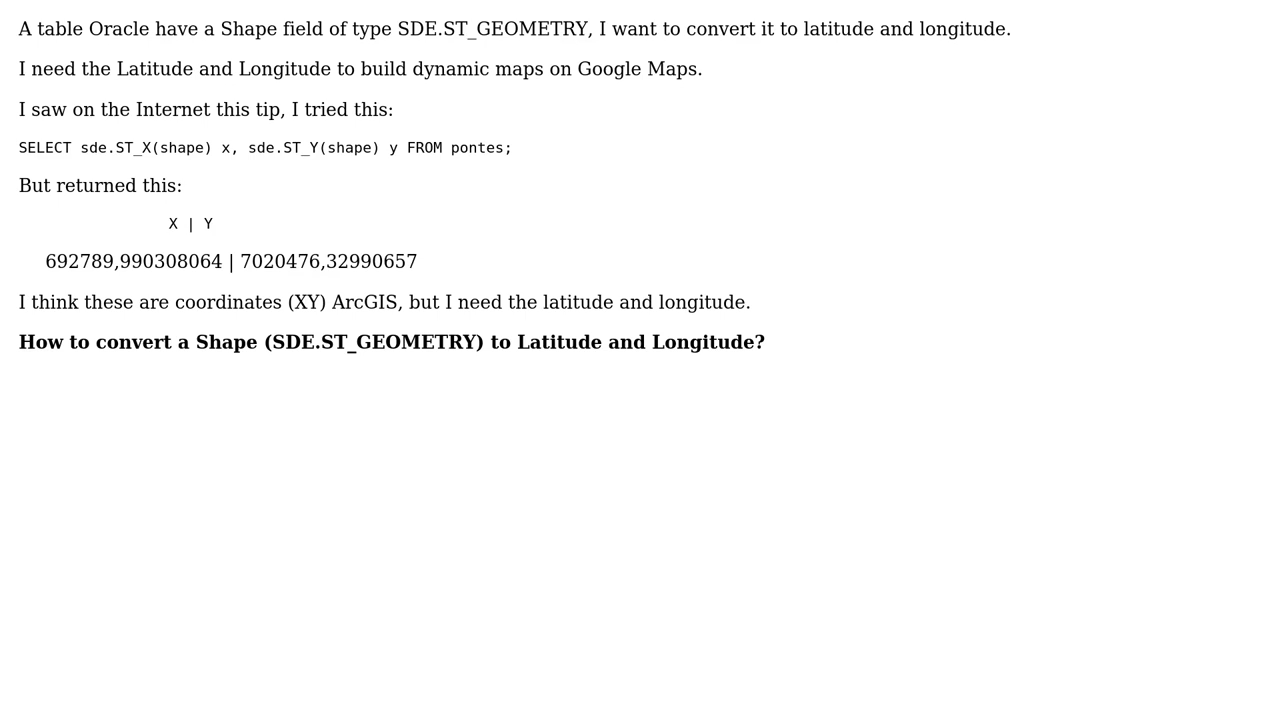 A table Oracle have a Shape field of type SDE.ST_GEOMETRY, I want to convert it to latitude and longitude.
I need the Latitude and Longitude to build dynamic maps on Google Maps.
I saw on the Internet this tip, I tried this:
SELECT sde.ST_X(shape) x, sde.ST_Y(shape) y FROM pontes;
But returned this:
X | Y
692789,990308064 | 7020476,32990657
I think these are coordinates (XY) ArcGIS, but I need the latitude and longitude.
How to convert a Shape (SDE.ST_GEOMETRY) to Latitude and Longitude?